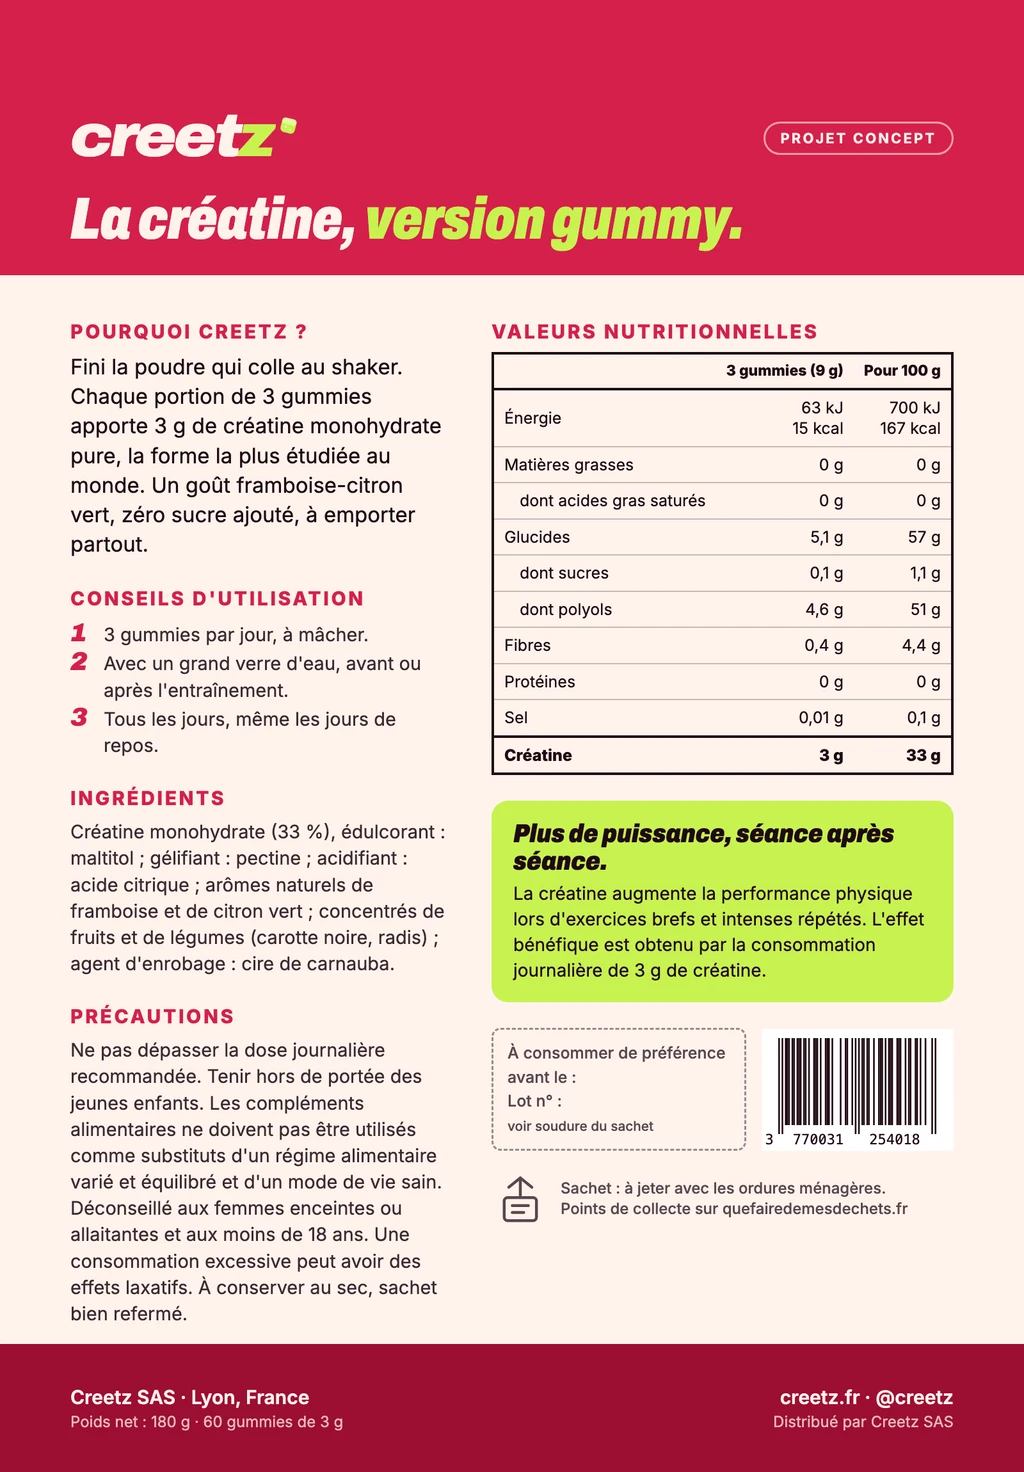 creetz
PROJET CONCEPT
La créatine, version gummy.
POURQUOI CREETZ ?
Fini la poudre qui colle au shaker.
Chaque portion de 3 gummies
apporte 3 g de créatine monohydrate
pure, la forme la plus étudiée au
monde. Un goût framboise-citron
vert, zéro sucre ajouté, à emporter
partout.
CONSEILS D'UTILISATION
1 3 gummies par jour, à mâcher.
2 Avec un grand verre d'eau, avant ou
après l'entraînement.
3 Tous les jours, même les jours de
repos.
INGRÉDIENTS
Créatine monohydrate (33 %), édulcorant :
maltitol ; gélifiant : pectine ; acidifiant :
acide citrique ; arômes naturels de
framboise et de citron vert ; concentrés de
fruits et de légumes (carotte noire, radis) ;
agent d'enrobage : cire de carnauba.
PRÉCAUTIONS
Ne pas dépasser la dose journalière
recommandée. Tenir hors de portée des
jeunes enfants. Les compléments
alimentaires ne doivent pas être utilisés
comme substituts d'un régime alimentaire
varié et équilibré et d'un mode de vie sain.
Déconseillé aux femmes enceintes ou
allaitantes et aux moins de 18 ans. Une
consommation excessive peut avoir des
effets laxatifs. À conserver au sec, sachet
bien refermé.
VALEURS NUTRITIONNELLES
3 gummies (9 g) Pour 100 g
Énergie 63 kJ 700 kJ
15 kcal 167 kcal
Matières grasses 0 g 0 g
dont acides gras saturés 0 g 0 g
Glucides 5,1 g 57 g
dont sucres 0,1 g 1,1 g
dont polyols 4,6 g 51 g
Fibres 0,4 g 4,4 g
Protéines 0 g 0 g
Sel 0,01 g 0,1 g
Créatine 3 g 33 g
Plus de puissance, séance après
séance.
La créatine augmente la performance physique
lors d'exercices brefs et intenses répétés. L'effet
bénéfique est obtenu par la consommation
journalière de 3 g de créatine.
À consommer de préférence
avant le :
Lot n° :
voir soudure du sachet
3 770031 254018
Sachet : à jeter avec les ordures ménagères.
Points de collecte sur quefairedemesdechets.fr
Creetz SAS · Lyon, France
Poids net : 180 g · 60 gummies de 3 g
creetz.fr · @creetz
Distribué par Creetz SAS